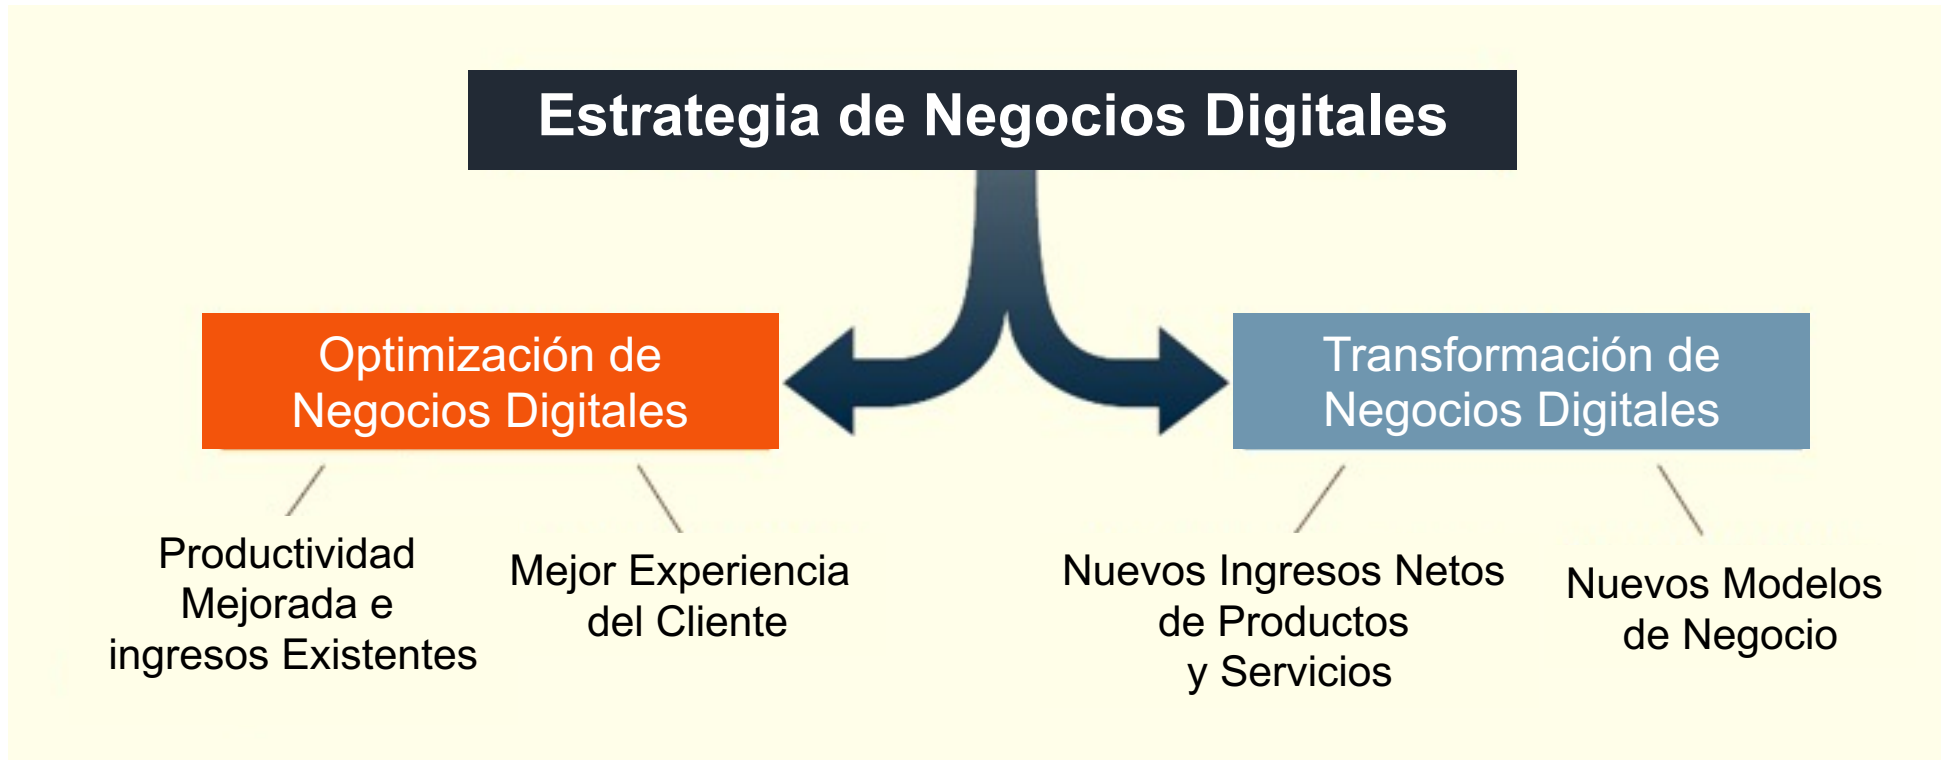 Estrategia de Negocios Digitales
Optimización de
Negocios Digitales
Transformación de
Negocios Digitales
Productividad
Mejorada e
ingresos Existentes
Mejor Experiencia
del Cliente
Nuevos Ingresos Netos
de Productos
y Servicios
Nuevos Modelos
de Negocio